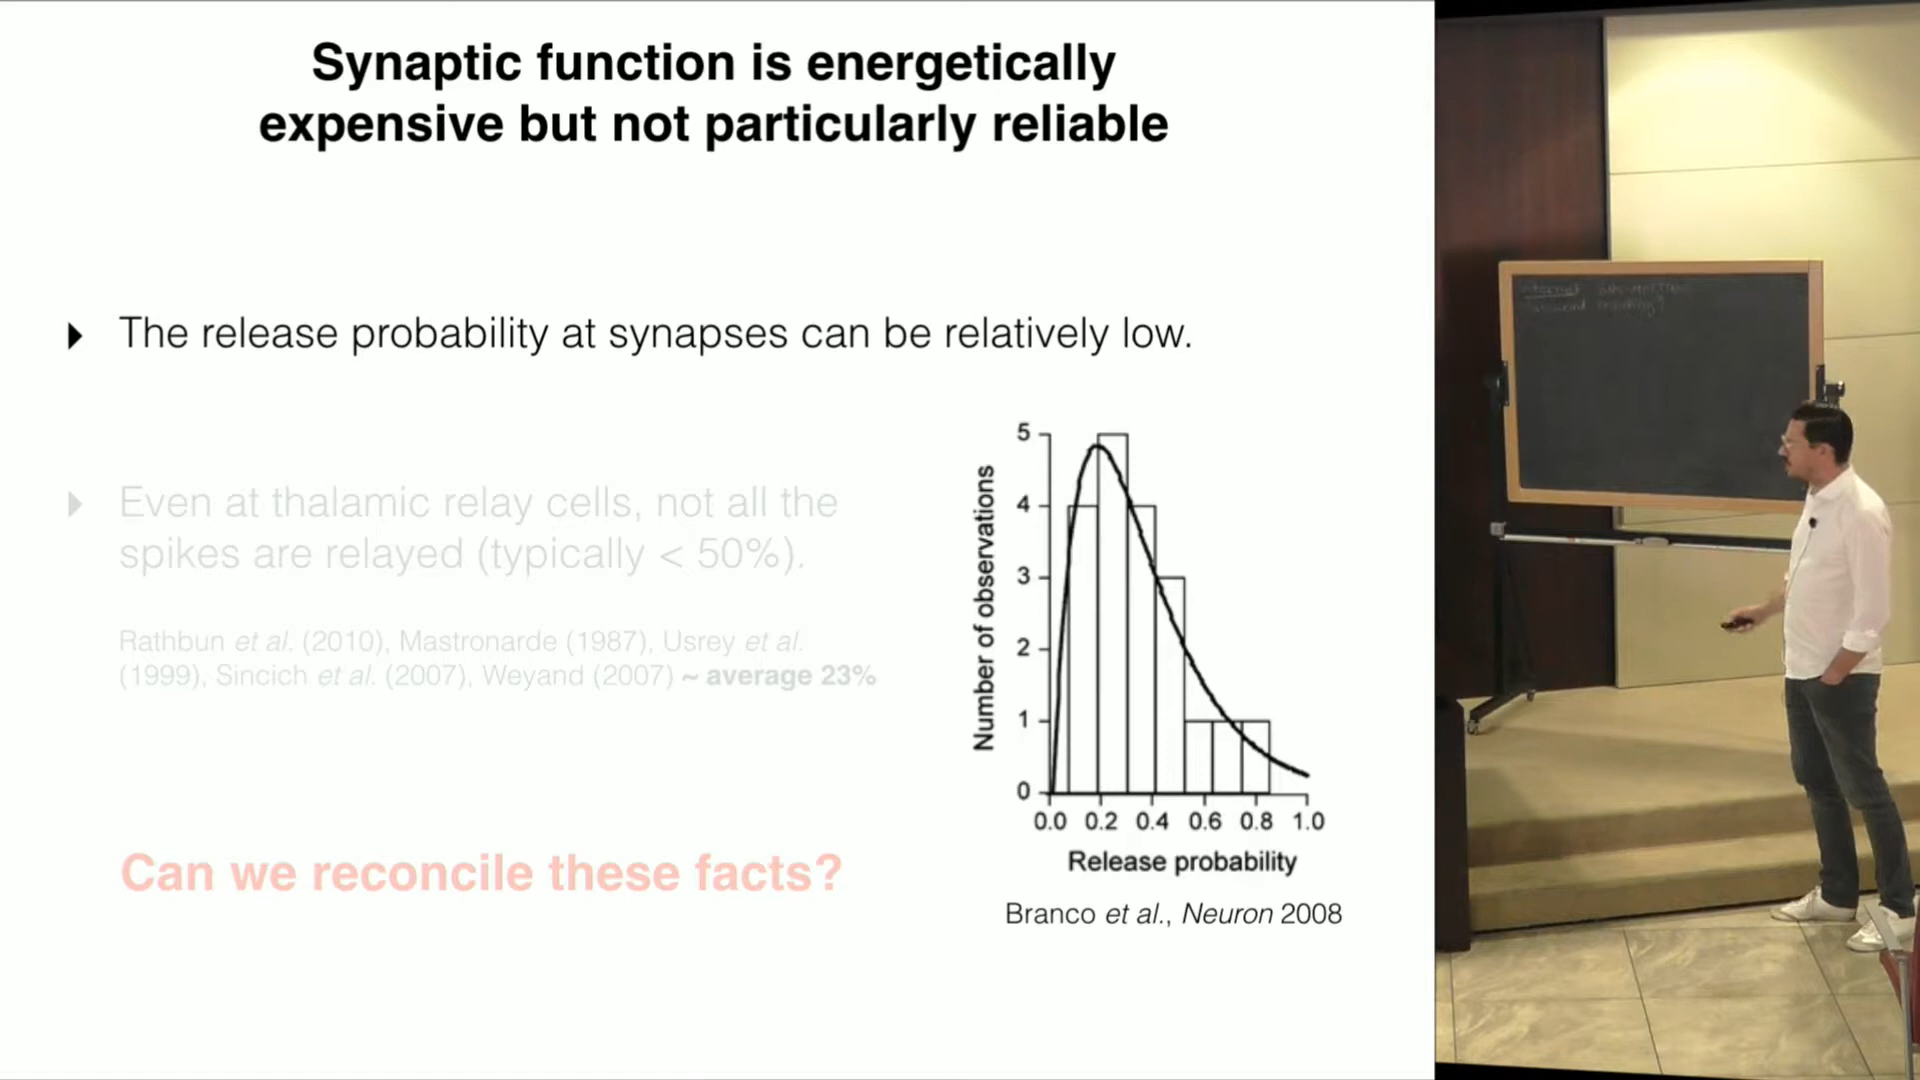 Synaptic function is energetically
expensive but not particularly reliable
The release probability at synapses can be relatively low.
Even at thalamic relay cells, not all the
spikes are relayed (typically < 50%).
Rathbun et al. (2010), Mastronarde (1987), Usrey et al.
(1999), Sincich et al. (2007), Weyand (2007) ~ average 23%
Can we reconcile these facts?
Number of observations
5
4
3
2
1
0
0.0 0.2 0.4 0.6 0.8 1.0
Release probability
Branco et al., Neuron 2008